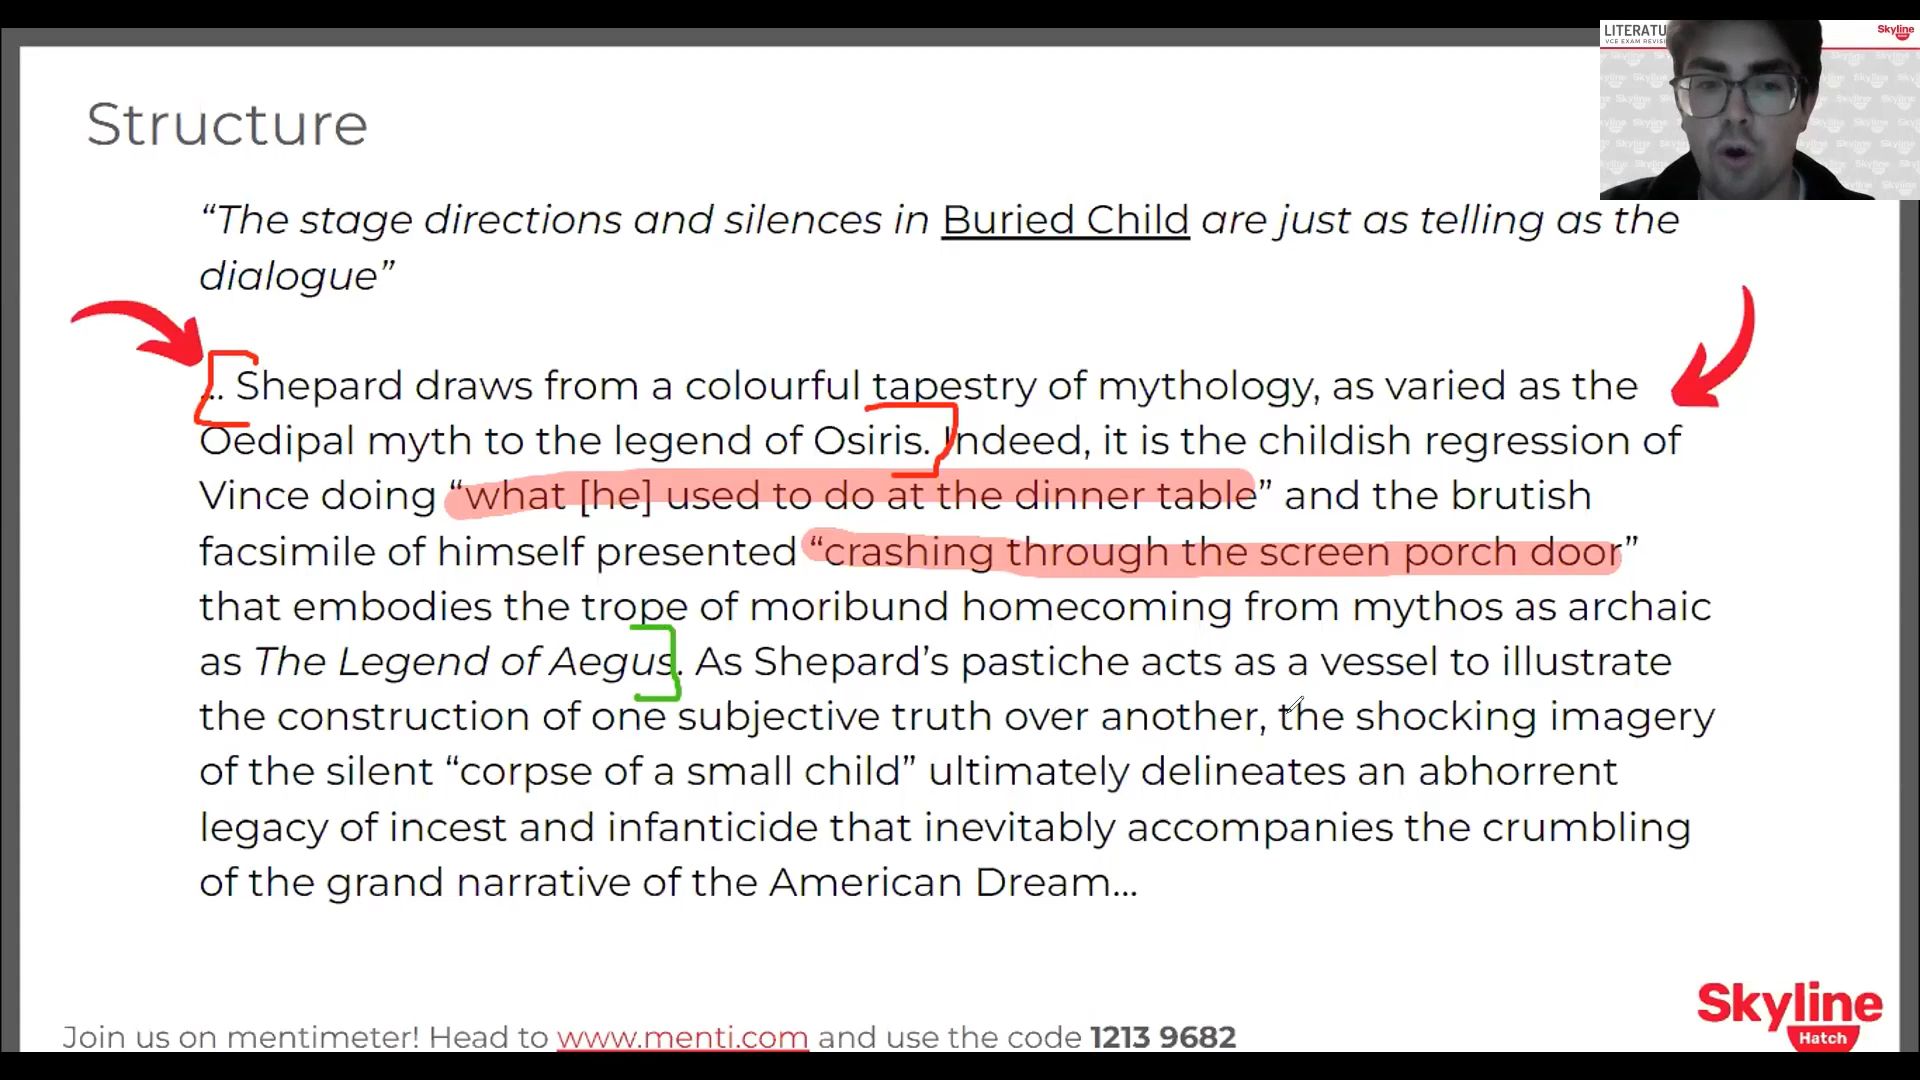 LITERATU
VCE EXAM REVISI
Skyline
Structure
“The stage directions and silences in Buried Child are just as telling as the
dialogue”
... Shepard draws from a colourful tapestry of mythology, as varied as the
Oedipal myth to the legend of Osiris. Indeed, it is the childish regression of
Vince doing “what [he] used to do at the dinner table” and the brutish
facsimile of himself presented “crashing through the screen porch door”
that embodies the trope of moribund homecoming from mythos as archaic
as The Legend of Aegus. As Shepard’s pastiche acts as a vessel to illustrate
the construction of one subjective truth over another, the shocking imagery
of the silent “corpse of a small child” ultimately delineates an abhorrent
legacy of incest and infanticide that inevitably accompanies the crumbling
of the grand narrative of the American Dream...
Skyline
Hatch
Join us on mentimeter! Head to www.menti.com and use the code 1213 9682